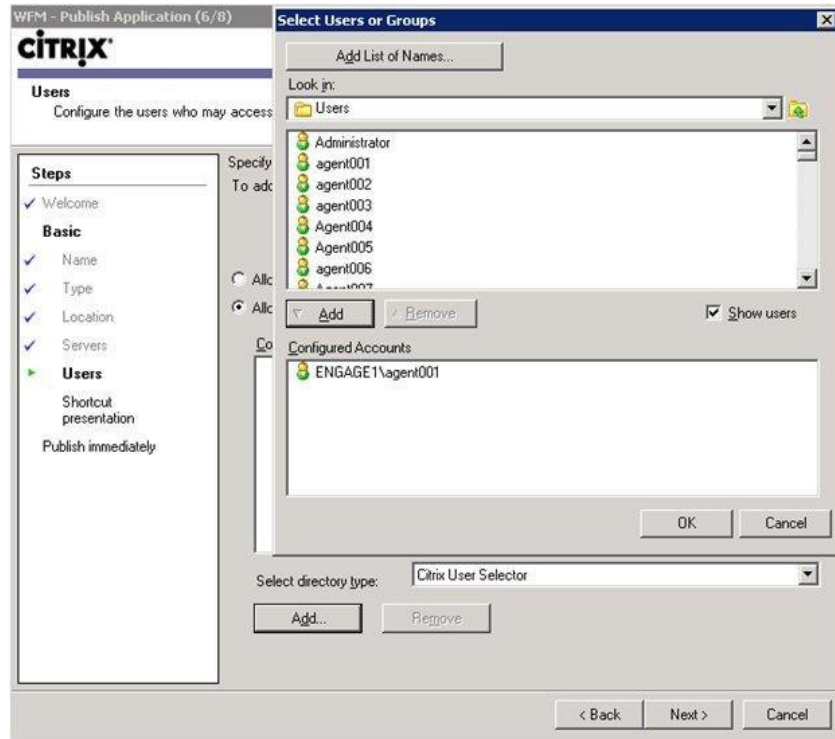 WFM - Publish Application (6/8)
CİTRIX
Users
Configure the users who may access
Steps
Welcome
Basic
Name
Type
Location
Servers
Users
Shortcut
presentation
Publish immediately
Specify
To add
Allo
Allo
Co
Select directory type:
Citrix User Selector
Add...
Remove
< Back
Next >
Cancel
Select Users or Groups
Add List of Names...
Look in:
Users
Administrator
agent001
agent002
agent003
Agent004
Agent005
agent006
Configured Accounts
Add
Remove
Show users
ENGAGE1\agent001
OK
Cancel